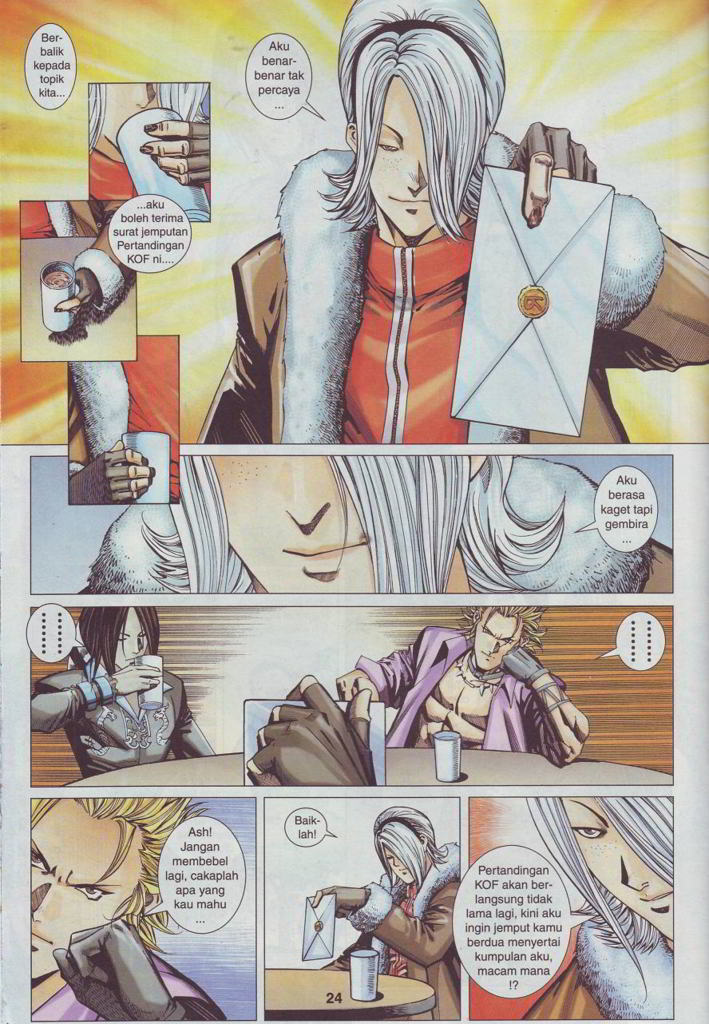 Ber-
balik
kepada
topik
kita...
Aku
benar-
benar tak
percaya
...
...aku
boleh terima
surat jemputan
Pertandingan
KOF ni....
Aku
berasa
kaget tapi
gembira
...
Ash!
Jangan
membebel
lagi, cakaplah
apa yang
kau mahu
...
Baik-
lah!
Pertandingan
KOF akan ber-
langsung tidak
lama lagi, kini aku
ingin jemput kamu
berdua menyertai
kumpulan aku,
macam mana
!?
24